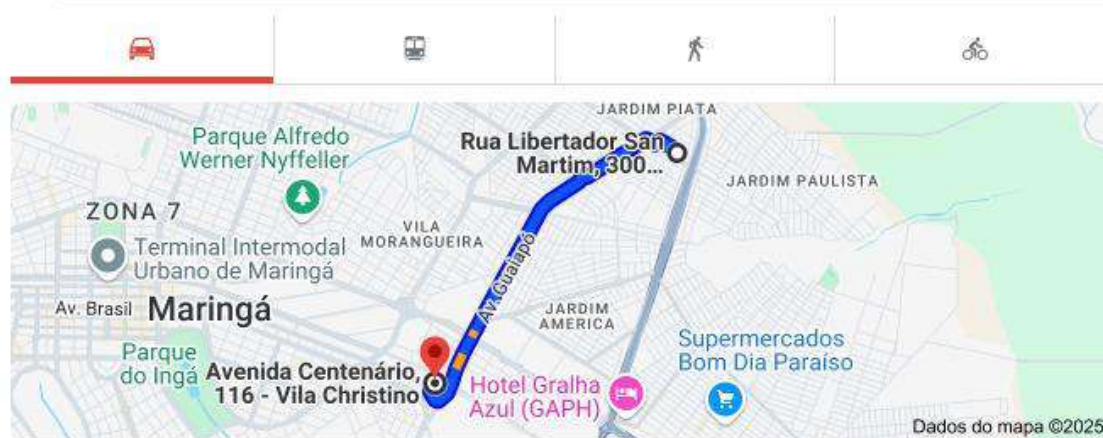 JARDIM PIATA
Parque Alfredo
Werner Nyffeller
Rua Libertador San
Martim, 300...
JARDIM PAULISTA
ZONA 7
VILA
MORANGUEIRA
Terminal Intermodal
Urbano de Maringá
Av. Guaiapó
Av. Brasil
Maringá
JARDIM
AMERICA
Parque
do Ingá
Avenida Centenário,
116 - Vila Christino
Supermercados
Bom Dia Paraíso
Hotel Gralha
Azul (GAPH)
Dados do mapa ©2025